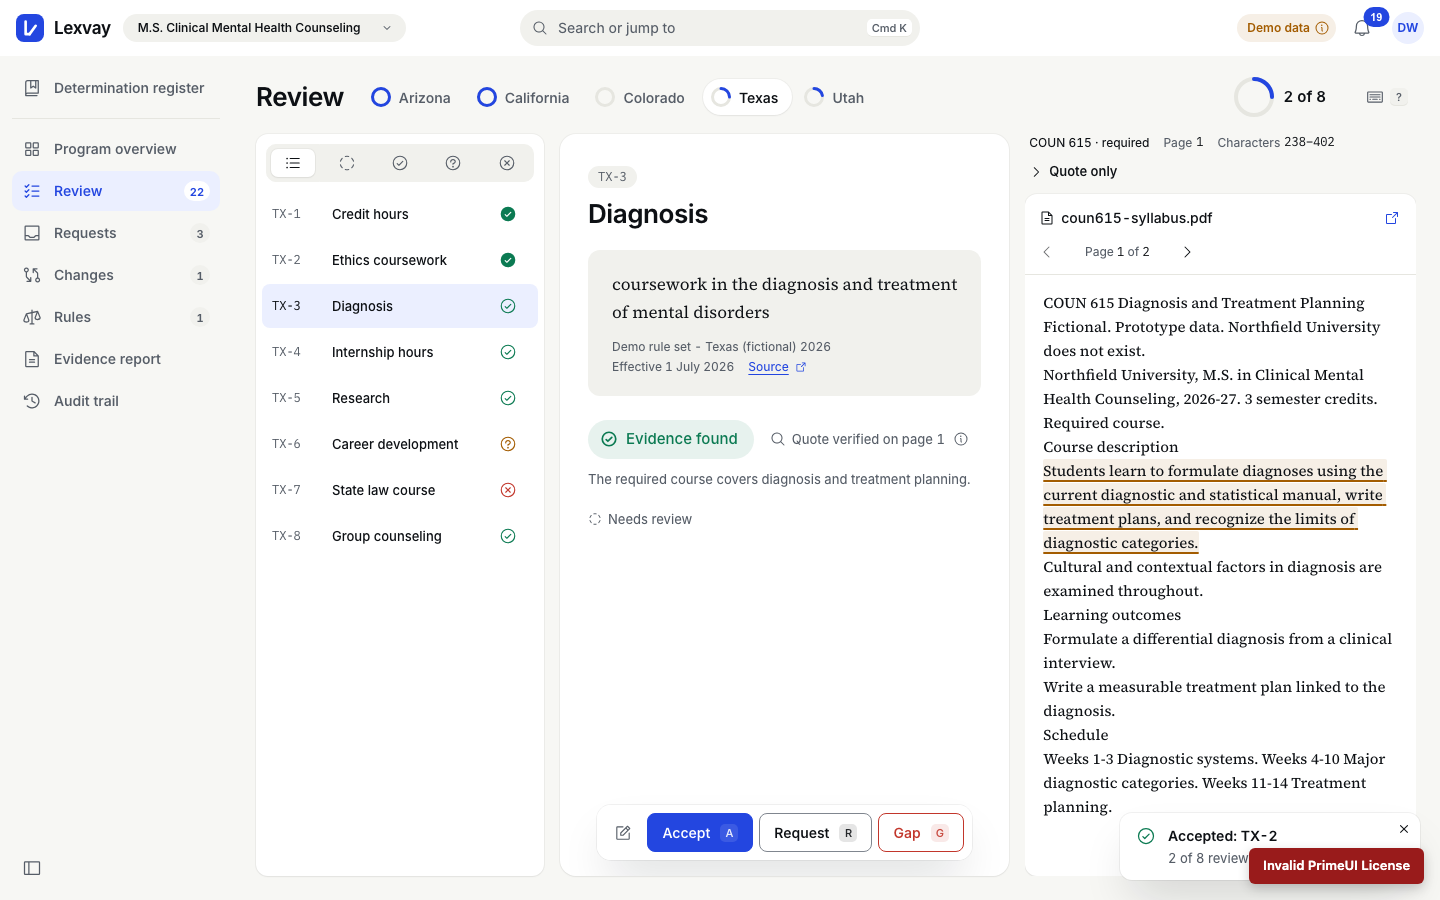 Lexvay
M.S. Clinical Mental Health Counseling
Search or jump to
Cmd K
Demo data
19
DW
Determination register
Program overview
Review
22
Requests
3
Changes
1
Rules
1
Evidence report
Audit trail
Review
Arizona
California
Colorado
Texas
Utah
2 of 8
?
TX-1 Credit hours
TX-2 Ethics coursework
TX-3 Diagnosis
TX-4 Internship hours
TX-5 Research
TX-6 Career development
TX-7 State law course
TX-8 Group counseling
TX-3
Diagnosis
coursework in the diagnosis and treatment
of mental disorders
Demo rule set - Texas (fictional) 2026
Effective 1 July 2026 Source
Evidence found
Quote verified on page 1
The required course covers diagnosis and treatment planning.
Needs review
Accept A
Request R
Gap G
COUN 615 · required Page 1 Characters 238–402
Quote only
coun615-syllabus.pdf
Page 1 of 2
COUN 615 Diagnosis and Treatment Planning
Fictional. Prototype data. Northfield University
does not exist.
Northfield University, M.S. in Clinical Mental
Health Counseling, 2026-27. 3 semester credits.
Required course.
Course description
Students learn to formulate diagnoses using the
current diagnostic and statistical manual, write
treatment plans, and recognize the limits of
diagnostic categories.
Cultural and contextual factors in diagnosis are
examined throughout.
Learning outcomes
Formulate a differential diagnosis from a clinical
interview.
Write a measurable treatment plan linked to the
diagnosis.
Schedule
Weeks 1-3 Diagnostic systems. Weeks 4-10 Major
diagnostic categories. Weeks 11-14 Treatment
planning.
Accepted: TX-2
2 of 8 review
Invalid PrimeUI License